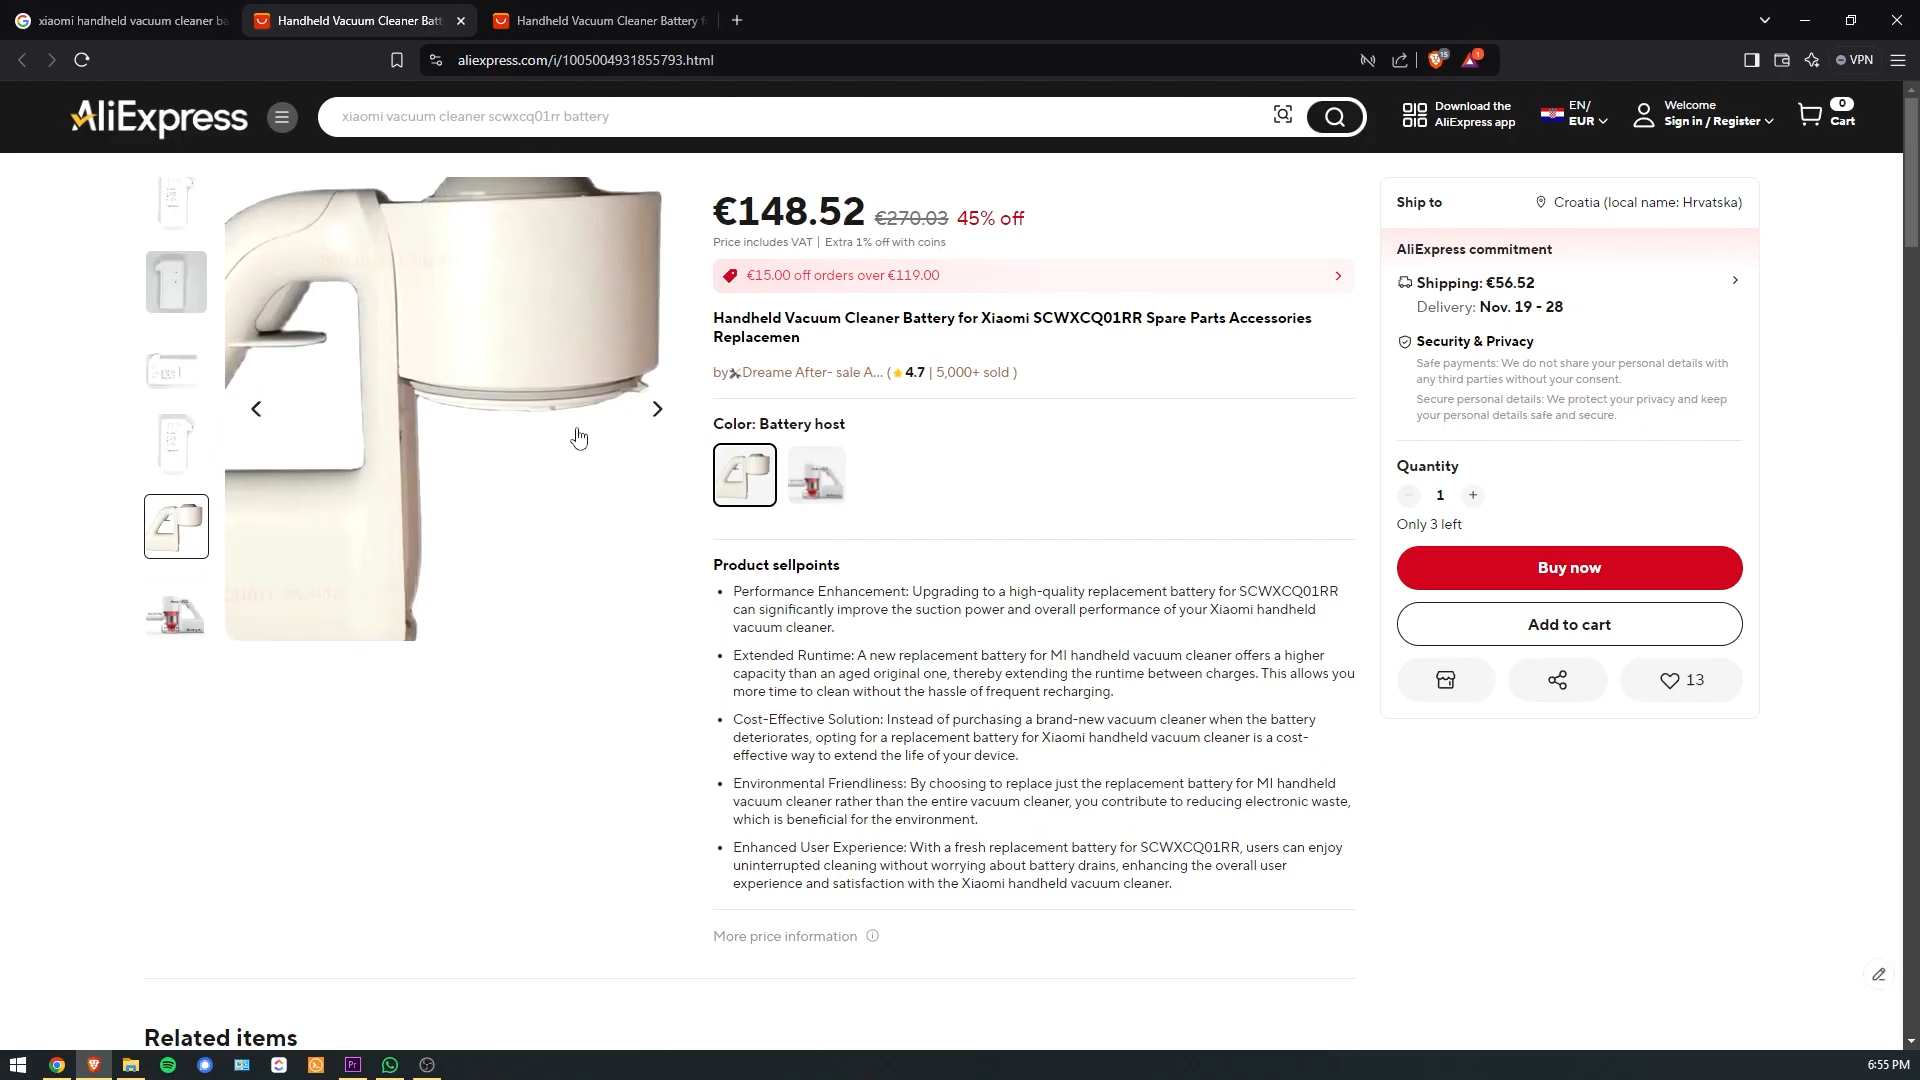 xiaomi handheld vacuum cleaner ba
Handheld Vacuum Cleaner Batt
Handheld Vacuum Cleaner Battery f
aliexpress.com/i/1005004931855793.html
15
1
VPN
AliExpress
xiaomi vacuum cleaner scwxcq01rr battery
Download the
AliExpress app
EN/
EUR
Welcome
Sign in / Register
0
Cart
€148.52 €270.03 45% off
Price includes VAT | Extra 1% off with coins
€15.00 off orders over €119.00
Handheld Vacuum Cleaner Battery for Xiaomi SCWXCQ01RR Spare Parts Accessories
Replacemen
by Dreame After- sale A... ( 4.7 | 5,000+ sold )
Color: Battery host
Product sellpoints
• Performance Enhancement: Upgrading to a high-quality replacement battery for SCWXCQ01RR
can significantly improve the suction power and overall performance of your Xiaomi handheld
vacuum cleaner.
• Extended Runtime: A new replacement battery for MI handheld vacuum cleaner offers a higher
capacity than an aged original one, thereby extending the runtime between charges. This allows you
more time to clean without the hassle of frequent recharging.
• Cost-Effective Solution: Instead of purchasing a brand-new vacuum cleaner when the battery
deteriorates, opting for a replacement battery for Xiaomi handheld vacuum cleaner is a cost-
effective way to extend the life of your device.
• Environmental Friendliness: By choosing to replace just the replacement battery for MI handheld
vacuum cleaner rather than the entire vacuum cleaner, you contribute to reducing electronic waste,
which is beneficial for the environment.
• Enhanced User Experience: With a fresh replacement battery for SCWXCQ01RR, users can enjoy
uninterrupted cleaning without worrying about battery drains, enhancing the overall user
experience and satisfaction with the Xiaomi handheld vacuum cleaner.
More price information
Related items
Ship to
Croatia (local name: Hrvatska)
AliExpress commitment
Shipping: €56.52
Delivery: Nov. 19 - 28
Security & Privacy
Safe payments: We do not share your personal details with
any third parties without your consent.
Secure personal details: We protect your privacy and keep
your personal details safe and secure.
Quantity
- 1 +
Only 3 left
Buy now
Add to cart
13
Pr
6:55 PM